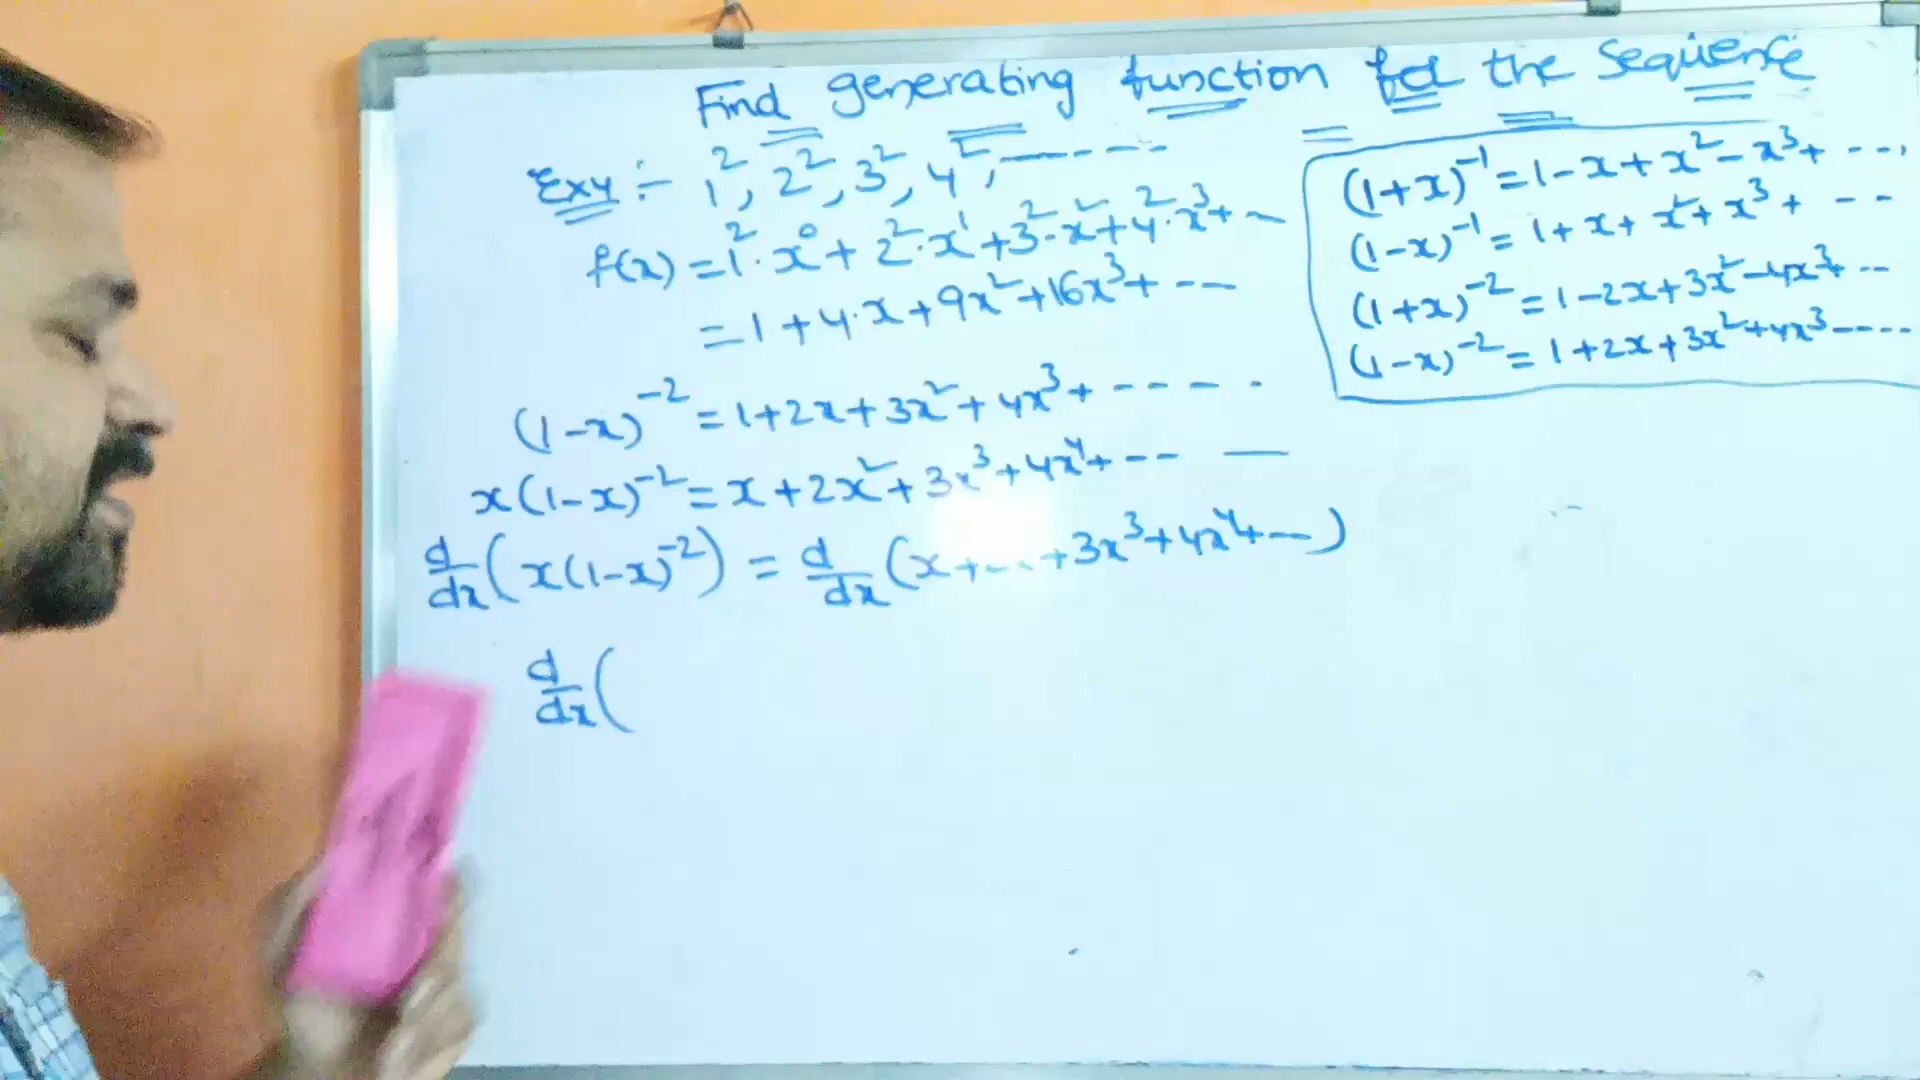 Find generating function for the Sequence
Ex4 :- 1², 2², 3², 4², -----
f(x) = 1²·x⁰ + 2²·x¹ + 3²·x² + 4²·x³ + --
= 1 + 4·x + 9x² + 16x³ + ---
(1-x)⁻² = 1+2x+3x²+4x³+ -----
x(1-x)⁻² = x+2x²+3x³+4x⁴+-- —
d/dx (x(1-x)⁻²) = d/dx (x+ +3x³+4x⁴+--)
d/dx (
(1+x)⁻¹ = 1-x+x²-x³+ ---
(1-x)⁻¹ = 1+x+x²+x³+ --
(1+x)⁻² = 1-2x+3x²-4x³+--
(1-x)⁻² = 1+2x+3x²+4x³----